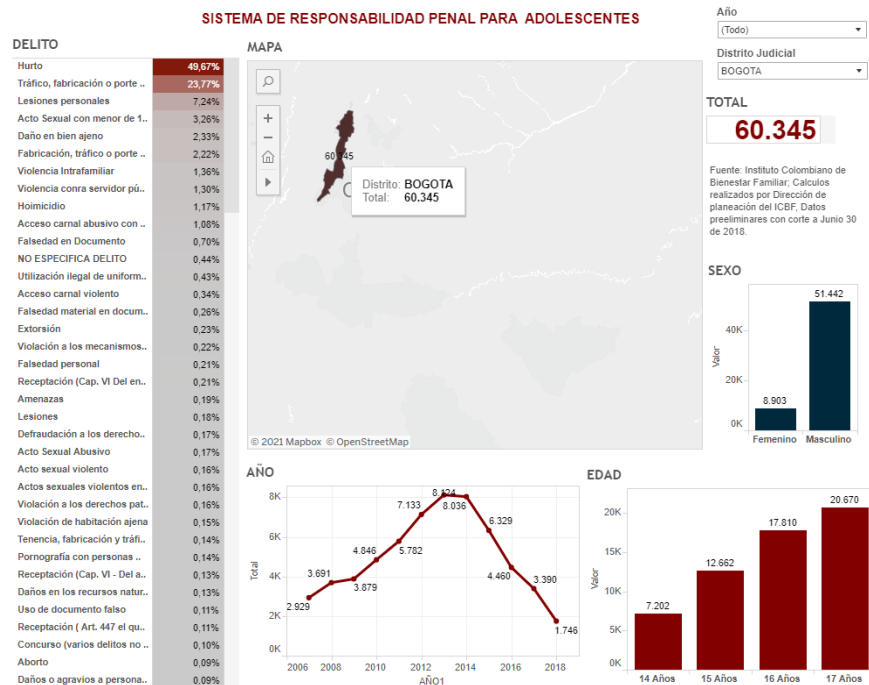 SISTEMA DE RESPONSABILIDAD PENAL PARA ADOLESCENTES
Año
(Todo)
Distrito Judicial
BOGOTA
TOTAL
60.345
Fuente: Instituto Colombiano de
Bienestar Familiar; Calculos
realizados por Dirección de
planeación del ICBF, Datos
preeliminares con corte a Junio 30
de 2018.
DELITO
Hurto 49,67%
Tráfico, fabricación o porte .. 23,77%
Lesiones personales 7,24%
Acto Sexual con menor de 1.. 3,26%
Daño en bien ajeno 2,33%
Fabricación, tráfico o porte .. 2,22%
Violencia Intrafamiliar 1,36%
Violencia conra servidor pú.. 1,30%
Hoimicidio 1,17%
Acceso carnal abusivo con .. 1,08%
Falsedad en Documento 0,70%
NO ESPECIFICA DELITO 0,44%
Utilización ilegal de uniform.. 0,43%
Acceso carnal violento 0,34%
Falsedad material en docum.. 0,26%
Extorsión 0,23%
Violación a los mecanismos.. 0,22%
Falsedad personal 0,21%
Receptación (Cap. VI Del en.. 0,21%
Amenazas 0,19%
Lesiones 0,18%
Defraudación a los derecho.. 0,17%
Acto Sexual Abusivo 0,17%
Acto sexual violento 0,16%
Actos sexuales violentos en.. 0,16%
Violación a los derechos pat.. 0,16%
Violación de habitación ajena 0,15%
Tenencia, fabricación y tráfi.. 0,14%
Pornografía con personas .. 0,14%
Receptación (Cap. VI - Del a.. 0,13%
Daños en los recursos natur.. 0,13%
Uso de documento falso 0,11%
Receptación ( Art. 447 el qu.. 0,11%
Concurso (varios delitos no .. 0,10%
Aborto 0,09%
Daños o agravios a persona.. 0,09%
MAPA
60.345
Distrito: BOGOTA
Total: 60.345
© 2021 Mapbox © OpenStreetMap
SEXO
51.442
40K
20K
8.903
0K
Valor
Femenino Masculino
AÑO
8K
6K
4K
2K
0K
Total
2.929
3.691
3.879
4.846
5.782
7.133
8.124
8.036
6.329
4.460
3.390
1.746
2006 2008 2010 2012 2014 2016 2018
AÑO1
EDAD
20K
15K
10K
5K
0K
Valor
7.202
12.662
17.810
20.670
14 Años 15 Años 16 Años 17 Años